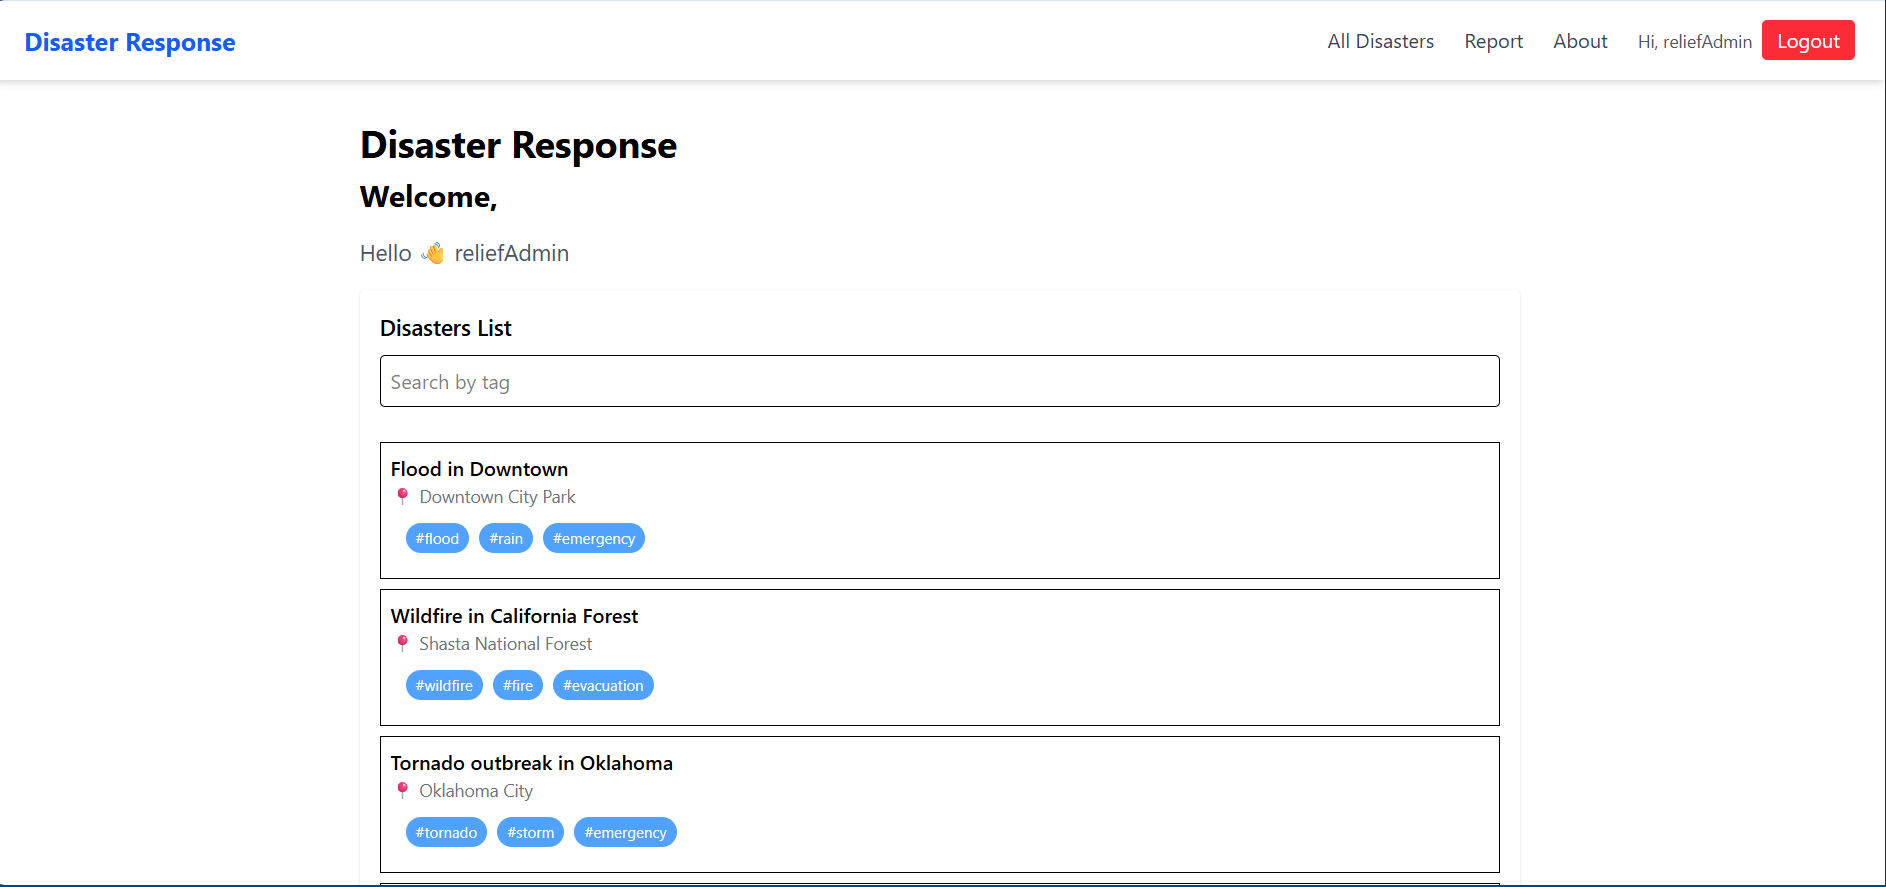 Disaster Response
All Disasters Report About Hi, reliefAdmin Logout
Disaster Response
Welcome,
Hello 👋 reliefAdmin
Disasters List
Search by tag
Flood in Downtown
📍 Downtown City Park
#flood #rain #emergency
Wildfire in California Forest
📍 Shasta National Forest
#wildfire #fire #evacuation
Tornado outbreak in Oklahoma
📍 Oklahoma City
#tornado #storm #emergency